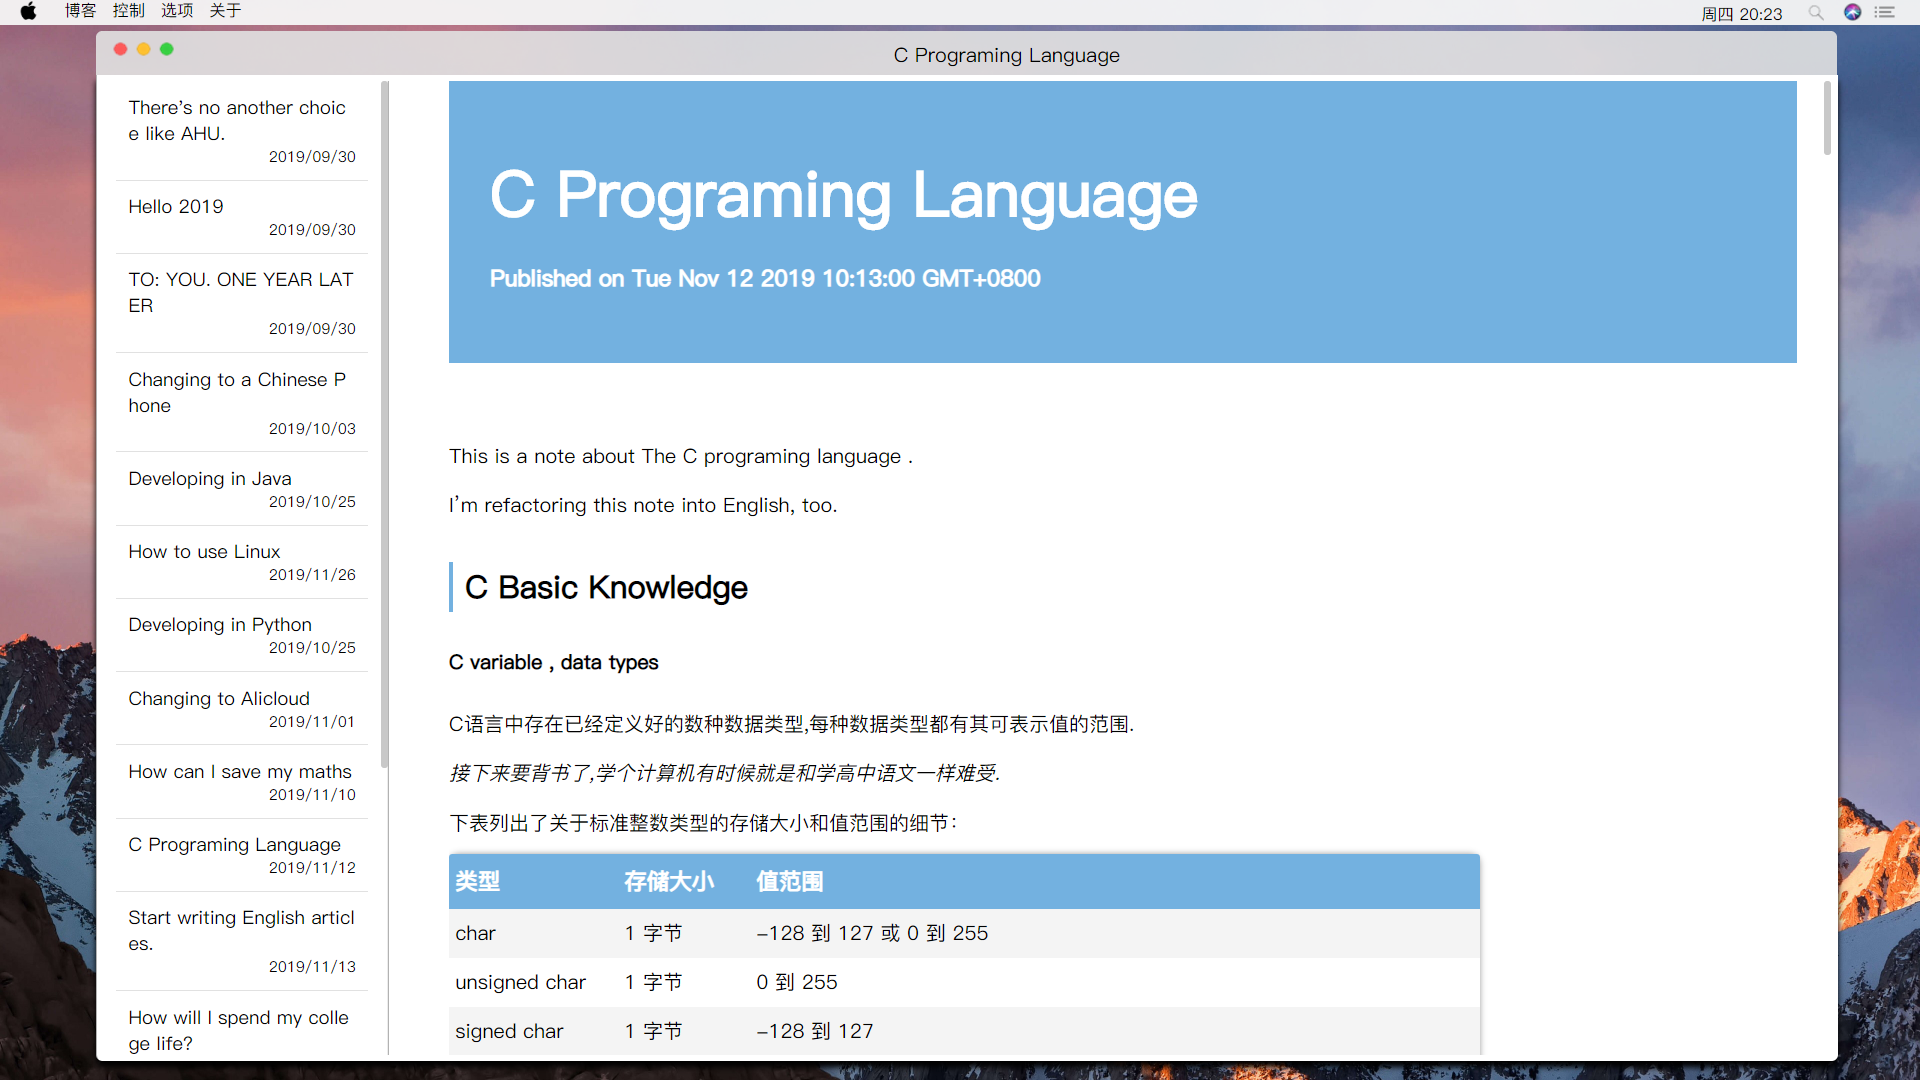 博客 控制 选项 关于
周四 20:23
C Programing Language
There's no another choic
e like AHU.
2019/09/30
Hello 2019
2019/09/30
TO: YOU. ONE YEAR LAT
ER
2019/09/30
Changing to a Chinese P
hone
2019/10/03
Developing in Java
2019/10/25
How to use Linux
2019/11/26
Developing in Python
2019/10/25
Changing to Alicloud
2019/11/01
How can I save my maths
2019/11/10
C Programing Language
2019/11/12
Start writing English articl
es.
2019/11/13
How will I spend my colle
ge life?
C Programing Language
Published on Tue Nov 12 2019 10:13:00 GMT+0800
This is a note about The C programing language .
I'm refactoring this note into English, too.
C Basic Knowledge
C variable , data types
C语言中存在已经定义好的数种数据类型,每种数据类型都有其可表示值的范围.
接下来要背书了,学个计算机有时候就是和学高中语文一样难受.
下表列出了关于标准整数类型的存储大小和值范围的细节：
类型 存储大小 值范围
char 1 字节 -128 到 127 或 0 到 255
unsigned char 1 字节 0 到 255
signed char 1 字节 -128 到 127